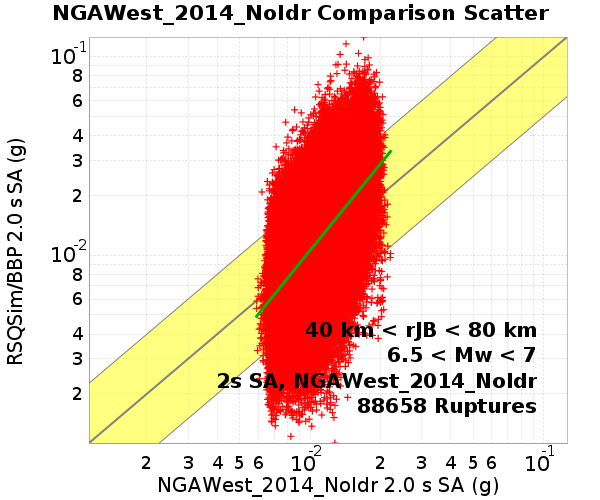 NGAWest_2014_NoIdr Comparison Scatter
RSQSim/BBP 2.0 s SA (g)
10-1
8
6
4
3
2
10-2
8
6
4
3
2
40 km < rJB < 80 km
6.5 < Mw < 7
2s SA, NGAWest_2014_NoIdr
88658 Ruptures
2 3 4 5 6 10-2 2 3 4 5 6 10-1
NGAWest_2014_NoIdr 2.0 s SA (g)